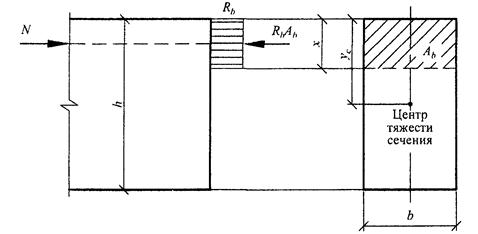 R_b
N
R_bA_b
x
y_c
A_b
h
Центр
тяжести
сечения
b